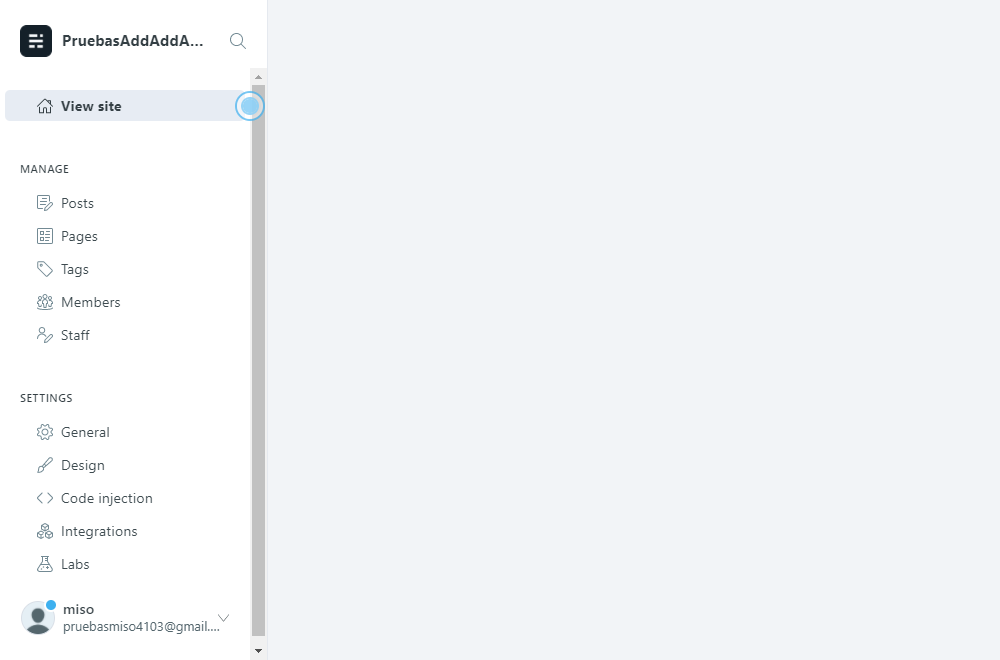 PruebasAddAddA...
View site
MANAGE
Posts
Pages
Tags
Members
Staff
SETTINGS
General
Design
Code injection
Integrations
Labs
miso
pruebasmiso4103@gmail....